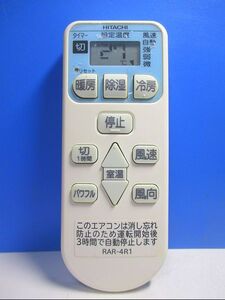 HITACHI
タイマー 設定温度 風速
切 自動
強
弱
微
リセット
暖房 除湿 冷房
停止
切 風速
1時間
室温
パワフル 風向
このエアコンは消し忘れ
防止のため運転開始後
3時間で自動停止します
RAR-4R1